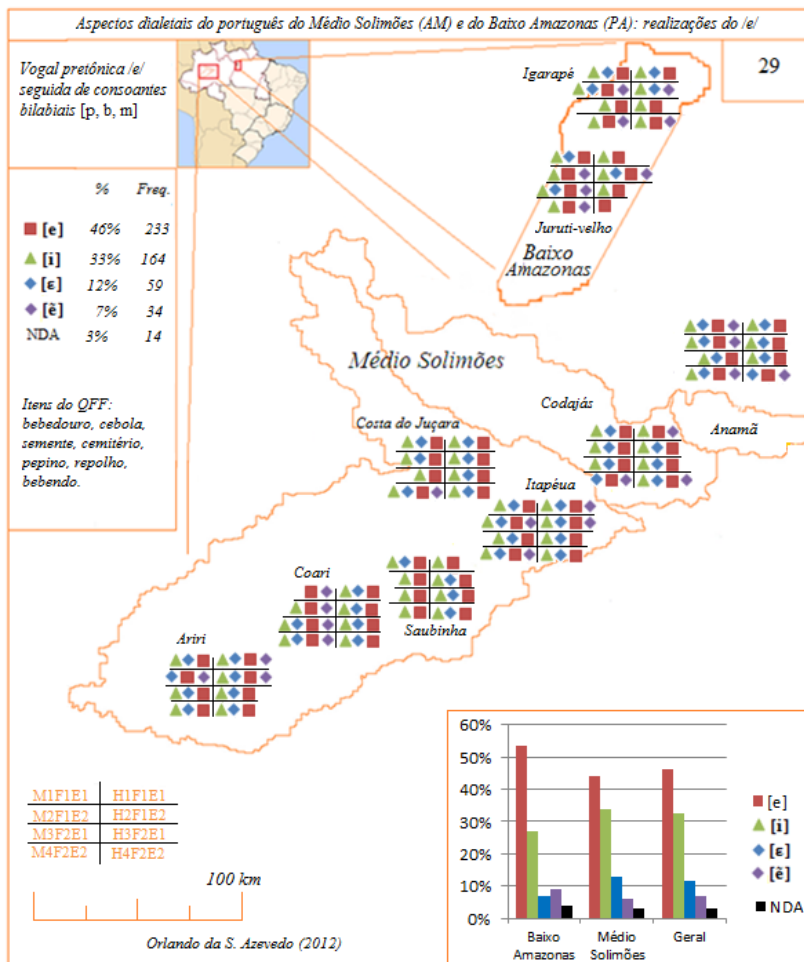 Aspectos dialetais do português do Médio Solimões (AM) e do Baixo Amazonas (PA): realizações do /e/
Vogal pretônica /e/
seguida de consoantes
bilabiais [p, b, m]
29
% Freq.
[e] 46% 233
[i] 33% 164
[ɛ] 12% 59
[ẽ] 7% 34
NDA 3% 14
Itens do QFF:
bebedouro, cebola,
semente, cemitério,
pepino, repolho,
bebendo.
Igarapé
Juruti-velho
Baixo
Amazonas
Médio Solimões
Costa do Juçara
Codajás
Anamã
Itapéua
Coari
Saubinha
Ariri
M1F1E1 H1F1E1
M2F1E2 H2F1E2
M3F2E1 H3F2E1
M4F2E2 H4F2E2
100 km
Orlando da S. Azevedo (2012)
60%
50%
40%
30%
20%
10%
0%
Baixo
Amazonas
Médio
Solimões
Geral
[e]
[i]
[ɛ]
[ẽ]
NDA